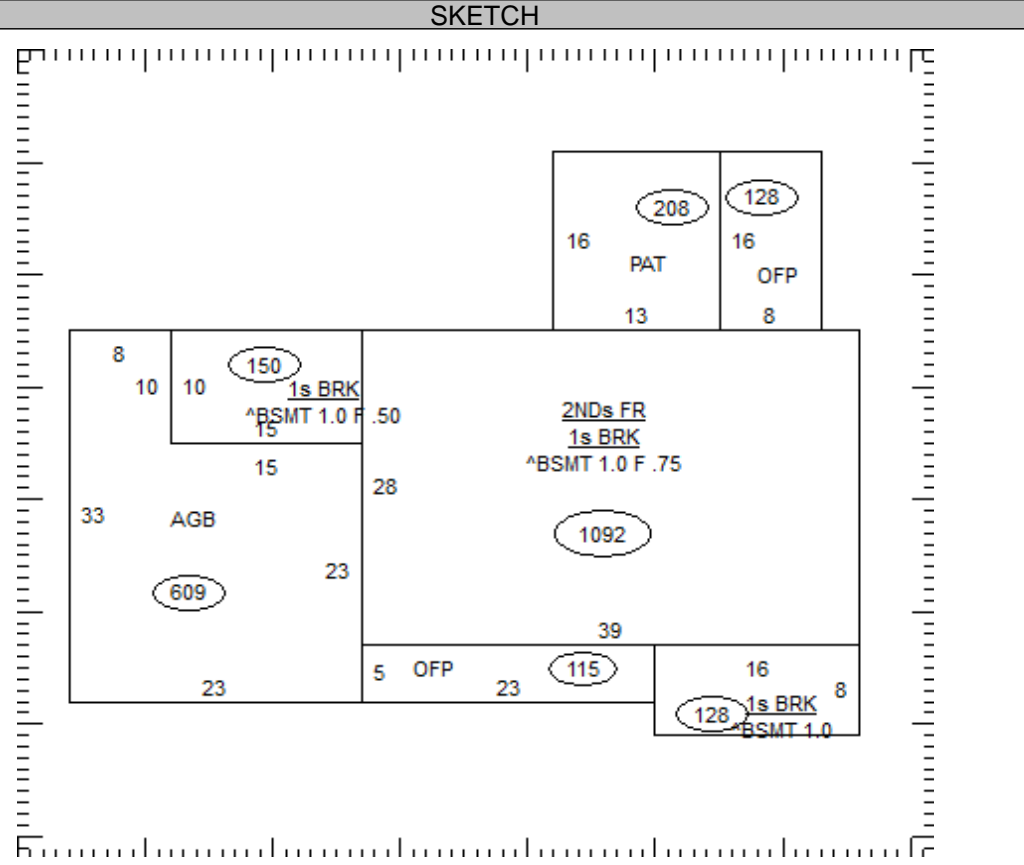 SKETCH
208
128
16
16
PAT
OFP
13
8
8
150
10
10
1s BRK
^BSMT 1.0 F .50
15
15
2NDs FR
1s BRK
^BSMT 1.0 F .75
28
33
AGB
1092
23
609
39
5
OFP
115
16
23
23
8
1s BRK
128
^BSMT 1.0